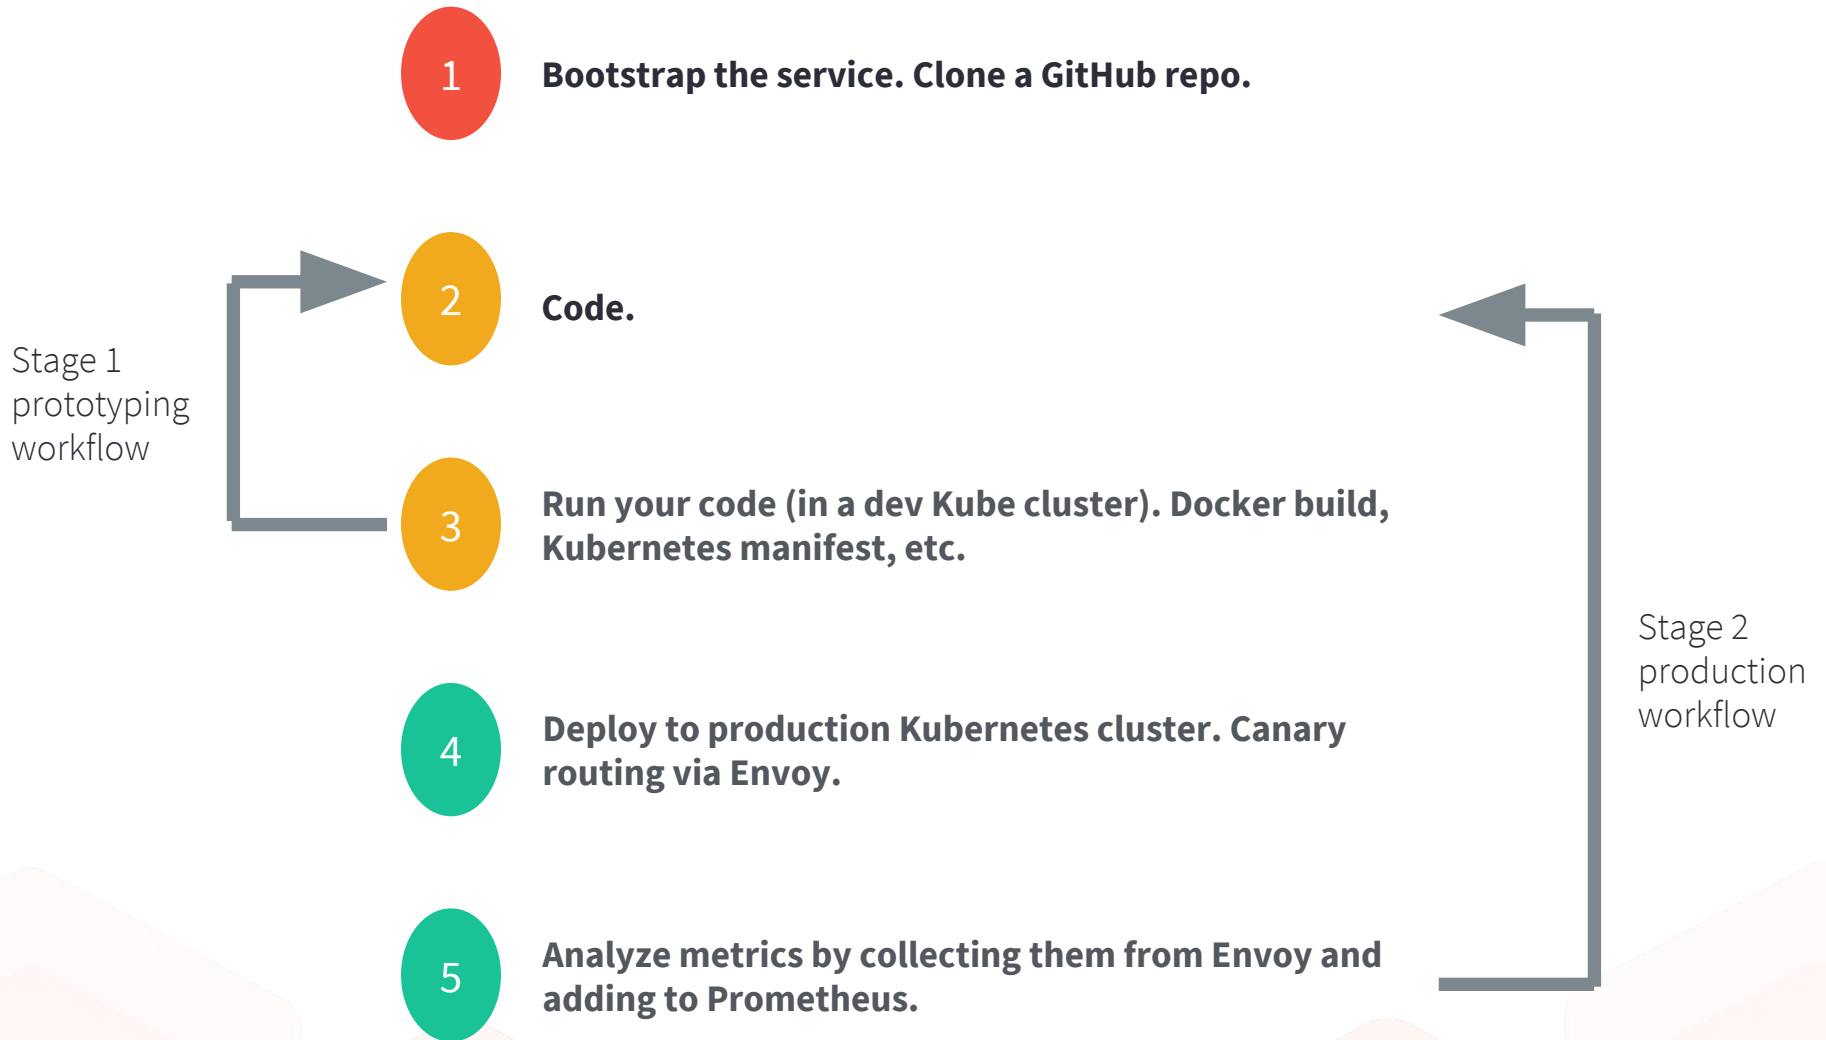 1
Bootstrap the service. Clone a GitHub repo.
2
Code.
Stage 1
prototyping
workflow
3
Run your code (in a dev Kube cluster). Docker build,
Kubernetes manifest, etc.
Stage 2
production
workflow
4
Deploy to production Kubernetes cluster. Canary
routing via Envoy.
5
Analyze metrics by collecting them from Envoy and
adding to Prometheus.